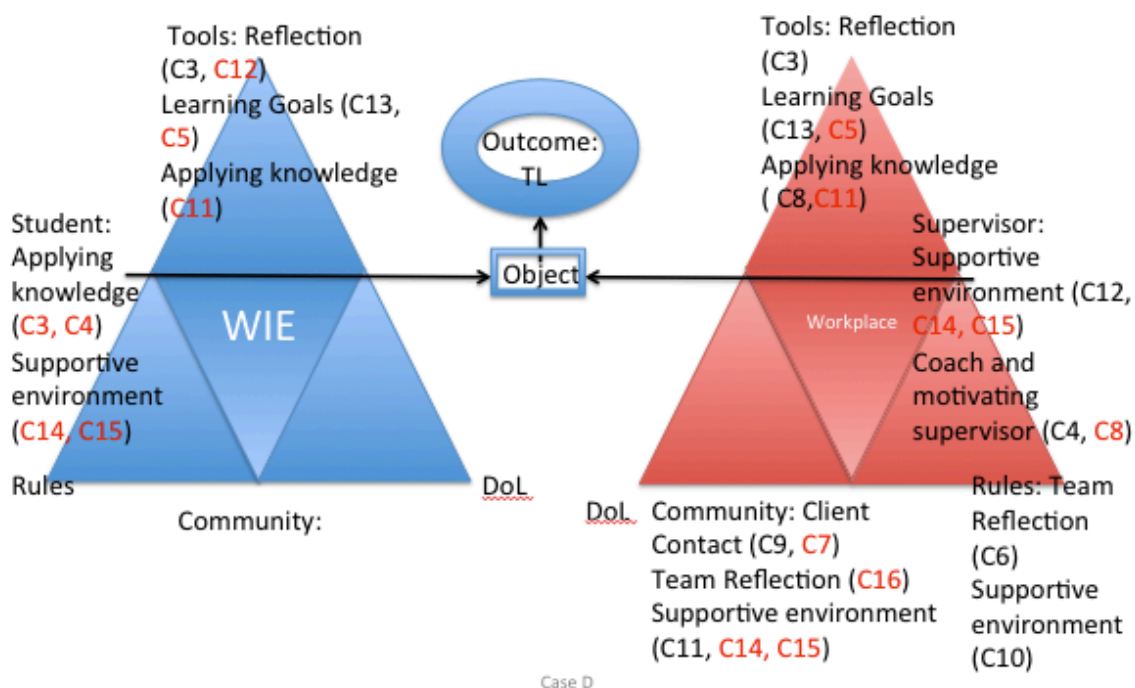 Tools: Reflection
(C3, C12)
Learning Goals (C13,
C5)
Applying knowledge
(C11)
Student:
Applying
knowledge
(C3, C4)
Supportive
environment
(C14, C15)
WIE
Rules
Community:
DoL
Outcome:
TL
Object
Tools: Reflection
(C3)
Learning Goals
(C13, C5)
Applying knowledge
( C8,C11)
Supervisor:
Supportive
environment (C12,
C14, C15)
Coach and
motivating
supervisor (C4, C8)
Workplace
DoL
Community: Client
Contact (C9, C7)
Team Reflection (C16)
Supportive environment
(C11, C14, C15)
Rules: Team
Reflection
(C6)
Supportive
environment
(C10)
Case D